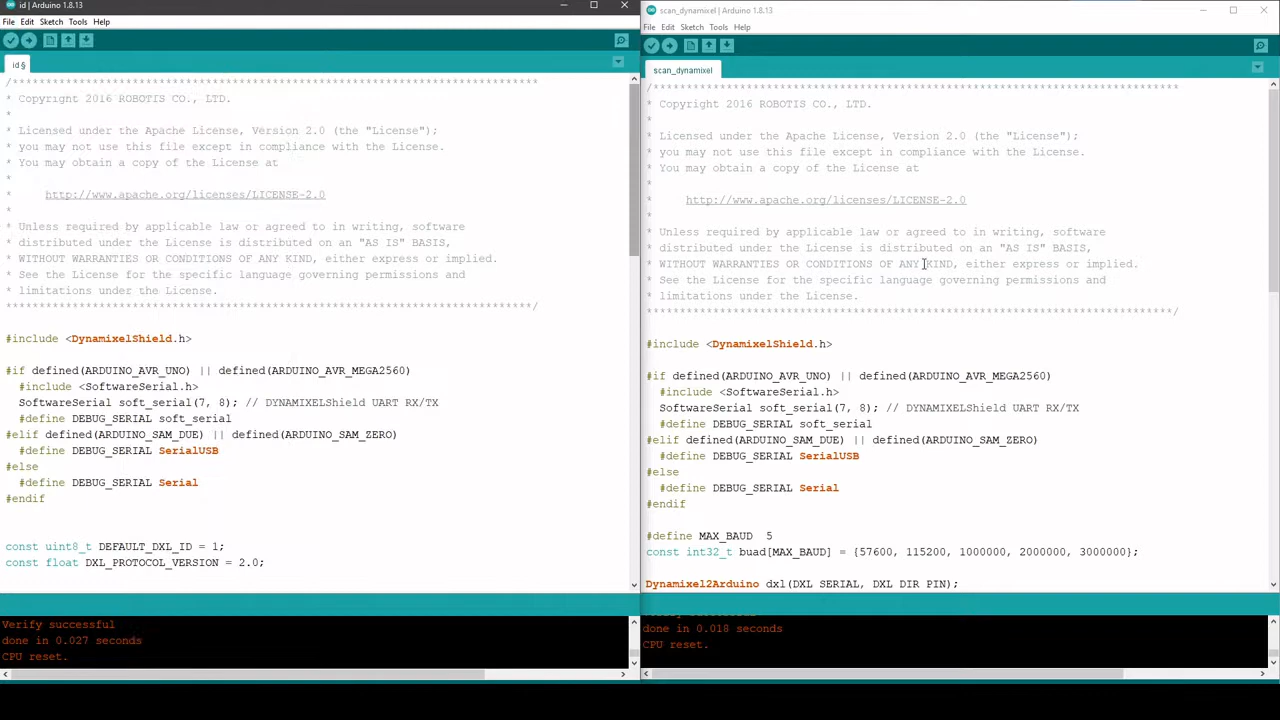 id | Arduino 1.8.13
File Edit Sketch Tools Help
id §
/*******************************************************************************
* Copyright 2016 ROBOTIS CO., LTD.
*
* Licensed under the Apache License, Version 2.0 (the "License");
* you may not use this file except in compliance with the License.
* You may obtain a copy of the License at
*
* http://www.apache.org/licenses/LICENSE-2.0
*
* Unless required by applicable law or agreed to in writing, software
* distributed under the License is distributed on an "AS IS" BASIS,
* WITHOUT WARRANTIES OR CONDITIONS OF ANY KIND, either express or implied.
* See the License for the specific language governing permissions and
* limitations under the License.
*******************************************************************************/
#include <DynamixelShield.h>
#if defined(ARDUINO_AVR_UNO) || defined(ARDUINO_AVR_MEGA2560)
#include <SoftwareSerial.h>
SoftwareSerial soft_serial(7, 8); // DYNAMIXELShield UART RX/TX
#define DEBUG_SERIAL soft_serial
#elif defined(ARDUINO_SAM_DUE) || defined(ARDUINO_SAM_ZERO)
#define DEBUG_SERIAL SerialUSB
#else
#define DEBUG_SERIAL Serial
#endif
const uint8_t DEFAULT_DXL_ID = 1;
const float DXL_PROTOCOL_VERSION = 2.0;
Verify successful
done in 0.027 seconds
CPU reset.
scan_dynamixel | Arduino 1.8.13
File Edit Sketch Tools Help
scan_dynamixel
/*******************************************************************************
* Copyright 2016 ROBOTIS CO., LTD.
*
* Licensed under the Apache License, Version 2.0 (the "License");
* you may not use this file except in compliance with the License.
* You may obtain a copy of the License at
*
* http://www.apache.org/licenses/LICENSE-2.0
*
* Unless required by applicable law or agreed to in writing, software
* distributed under the License is distributed on an "AS IS" BASIS,
* WITHOUT WARRANTIES OR CONDITIONS OF ANY KIND, either express or implied.
* See the License for the specific language governing permissions and
* limitations under the License.
*******************************************************************************/
#include <DynamixelShield.h>
#if defined(ARDUINO_AVR_UNO) || defined(ARDUINO_AVR_MEGA2560)
#include <SoftwareSerial.h>
SoftwareSerial soft_serial(7, 8); // DYNAMIXELShield UART RX/TX
#define DEBUG_SERIAL soft_serial
#elif defined(ARDUINO_SAM_DUE) || defined(ARDUINO_SAM_ZERO)
#define DEBUG_SERIAL SerialUSB
#else
#define DEBUG_SERIAL Serial
#endif
#define MAX_BAUD 5
const int32_t buad[MAX_BAUD] = {57600, 115200, 1000000, 2000000, 3000000};
Dynamixel2Arduino dxl(DXL_SERIAL, DXL_DIR_PIN);
done in 0.018 seconds
CPU reset.